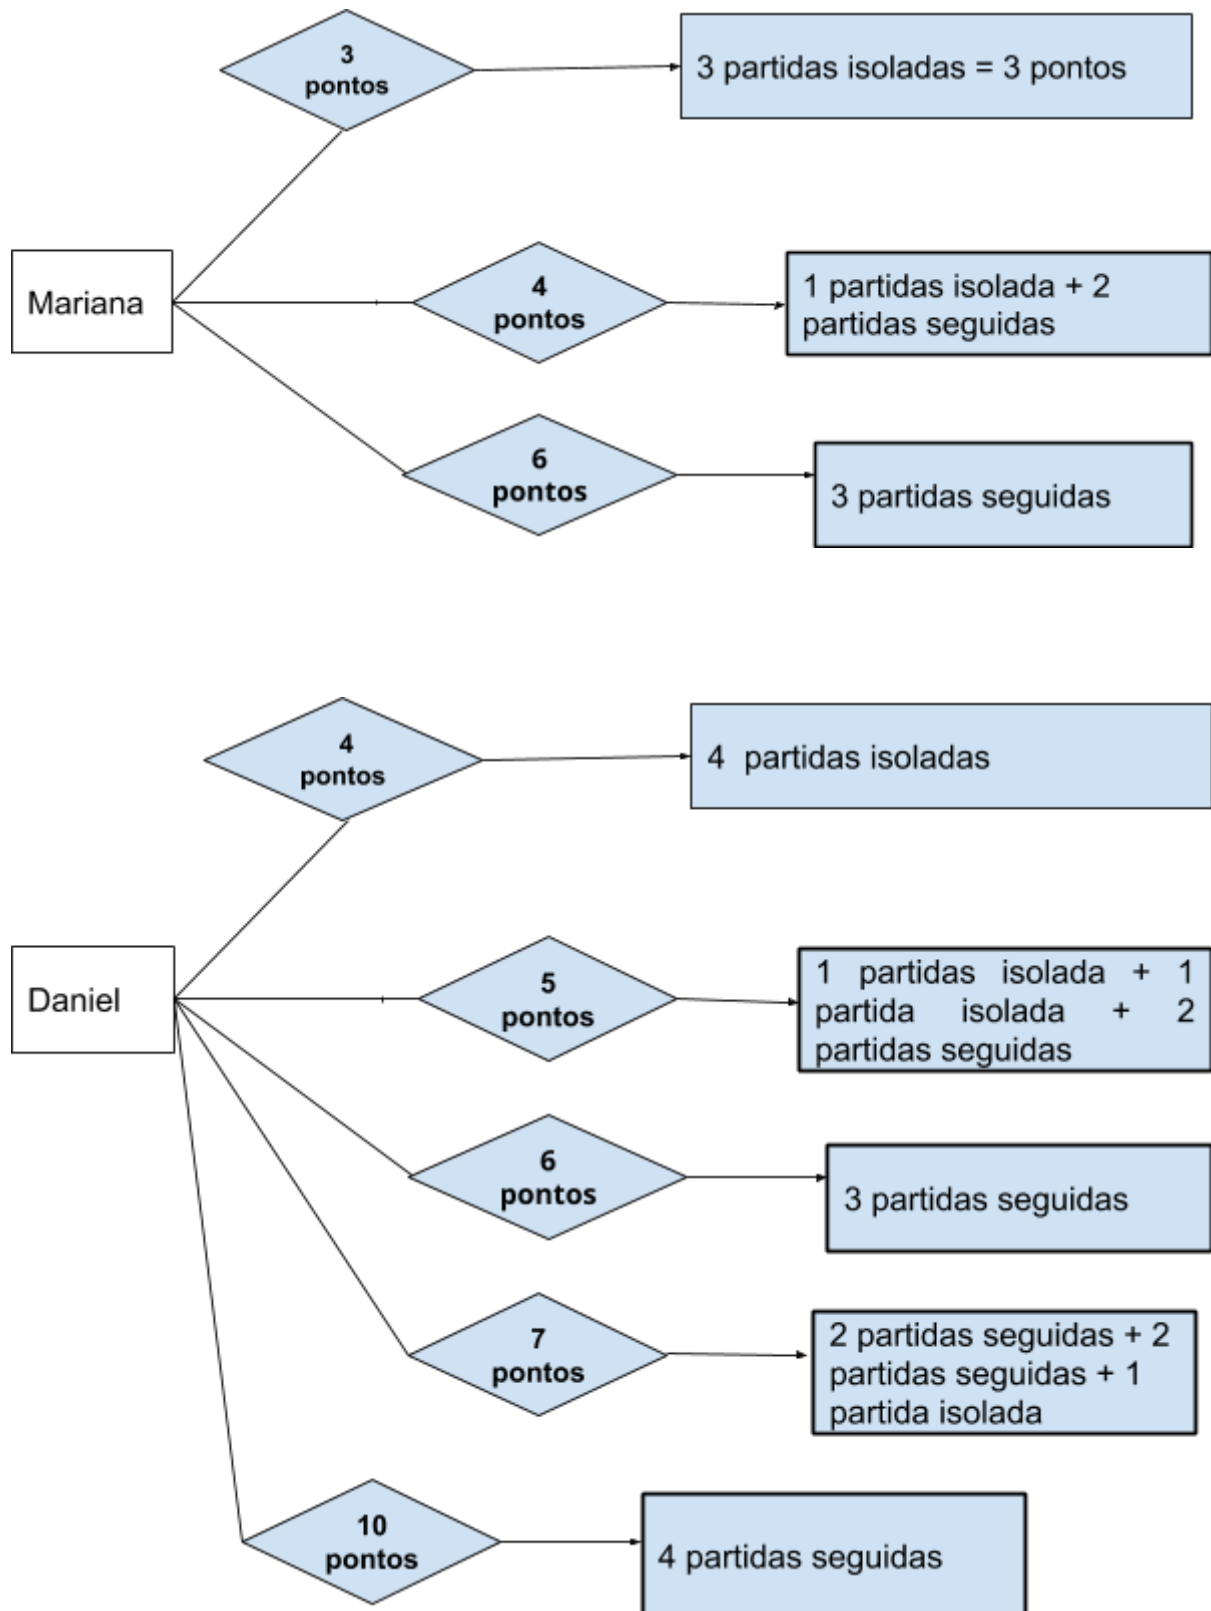 3
pontos
3 partidas isoladas = 3 pontos
Mariana
4
pontos
1 partidas isolada + 2
partidas seguidas
6
pontos
3 partidas seguidas
4
pontos
4 partidas isoladas
Daniel
5
pontos
1 partidas isolada + 1
partida isolada + 2
partidas seguidas
6
pontos
3 partidas seguidas
7
pontos
2 partidas seguidas + 2
partidas seguidas + 1
partida isolada
10
pontos
4 partidas seguidas